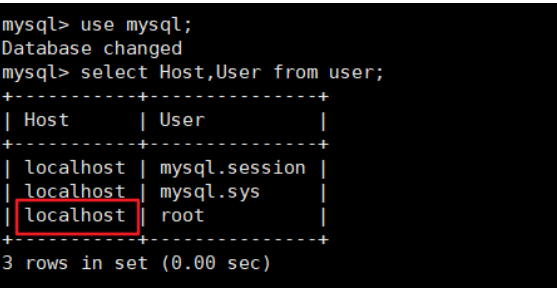 mysql> use mysql;
Database changed
mysql> select Host,User from user;
+-----------+---------------+
| Host      | User          |
+-----------+---------------+
| localhost | mysql.session |
| localhost | mysql.sys     |
| localhost | root          |
+-----------+---------------+
3 rows in set (0.00 sec)